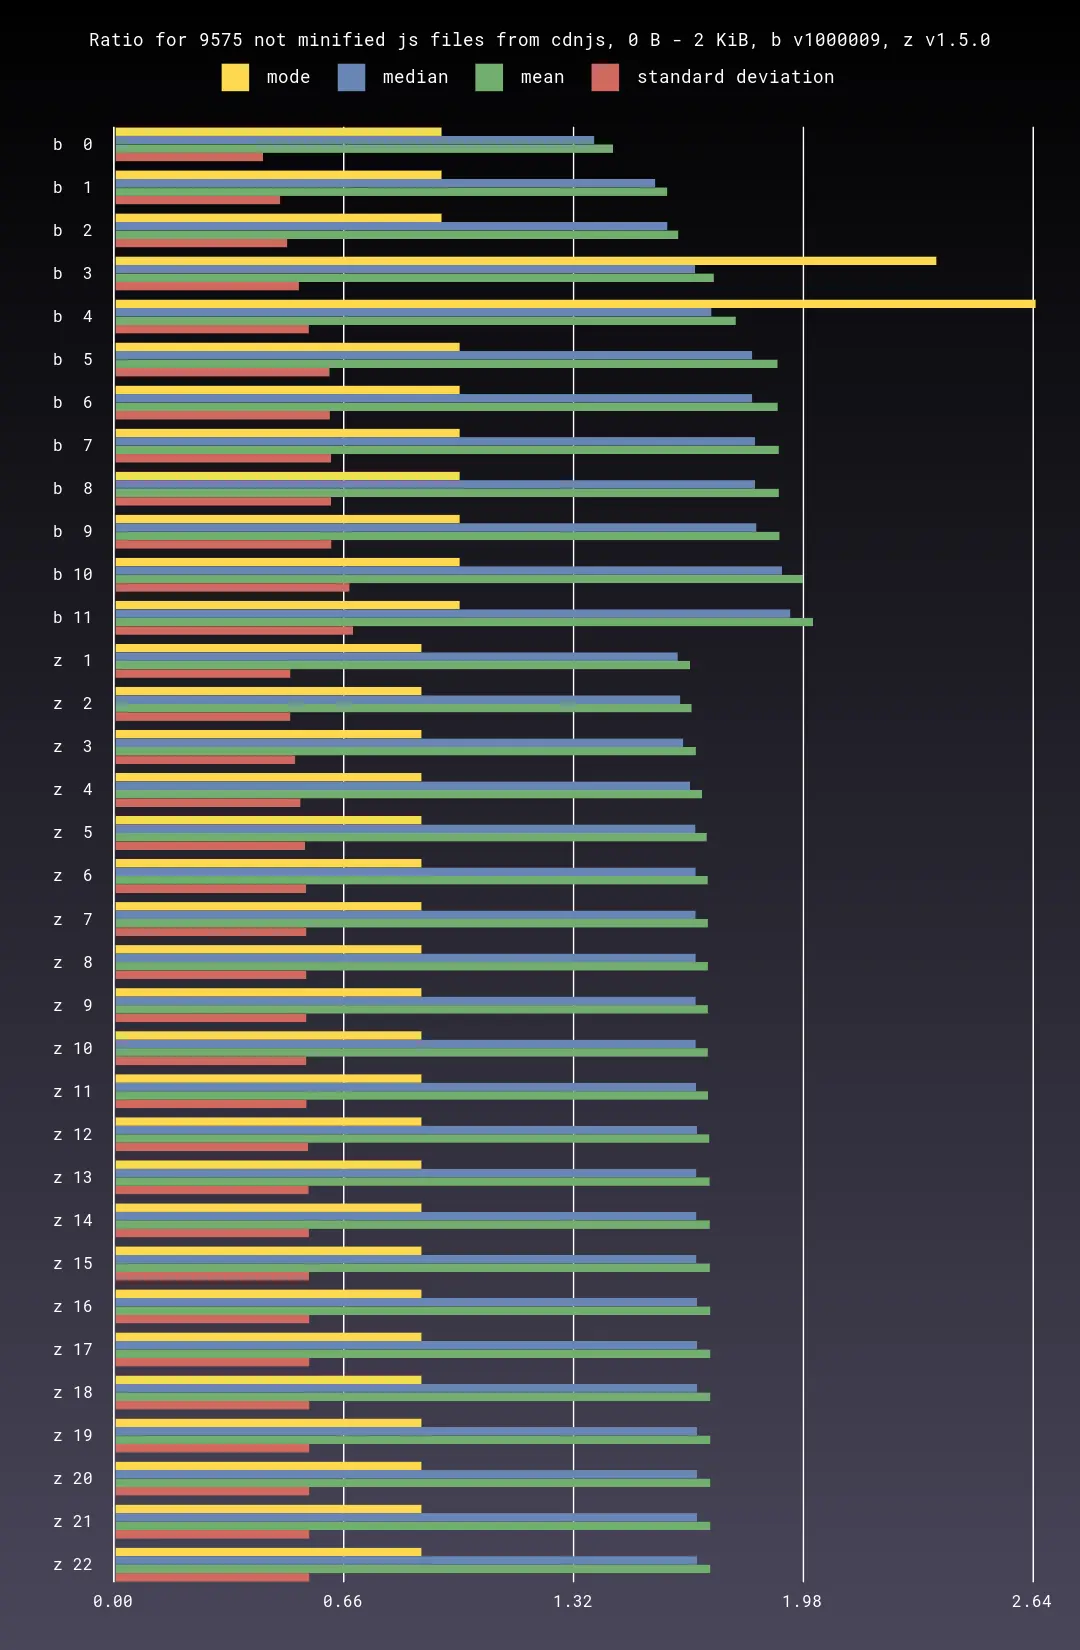 Ratio for 9575 not minified js files from cdnjs, 0 B - 2 KiB, b v1000009, z v1.5.0
mode median mean standard deviation
b 0
b 1
b 2
b 3
b 4
b 5
b 6
b 7
b 8
b 9
b 10
b 11
z 1
z 2
z 3
z 4
z 5
z 6
z 7
z 8
z 9
z 10
z 11
z 12
z 13
z 14
z 15
z 16
z 17
z 18
z 19
z 20
z 21
z 22
0.00 0.66 1.32 1.98 2.64